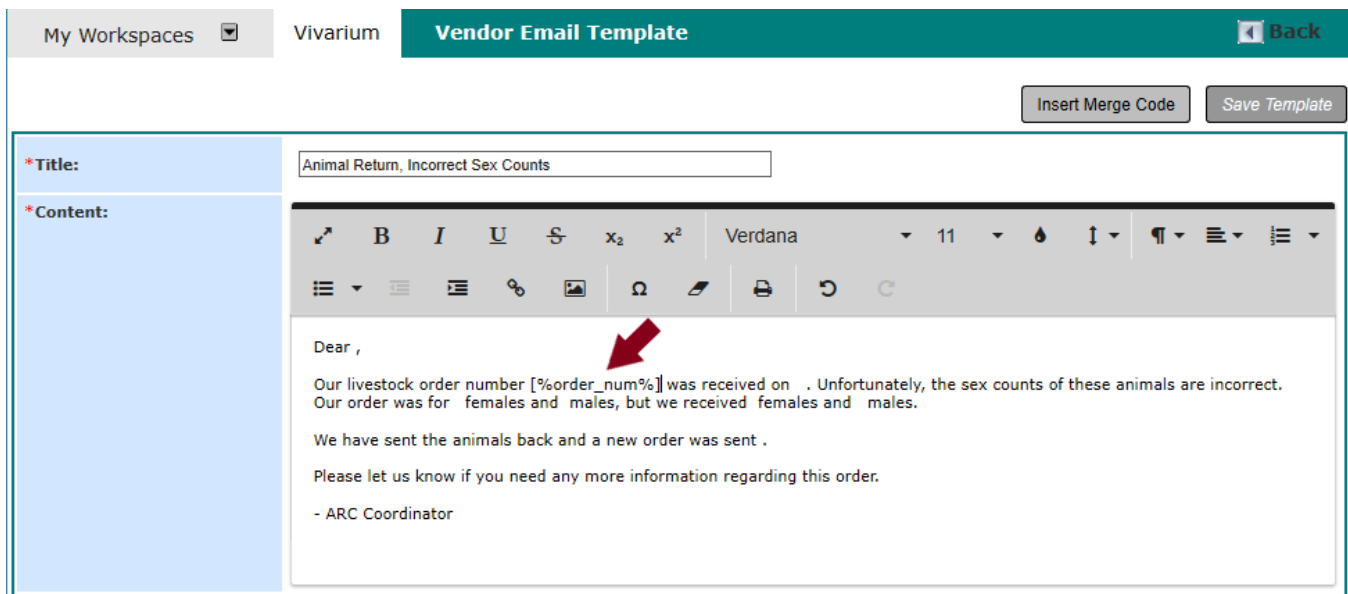 My Workspaces Vivarium Vendor Email Template Back
Insert Merge Code Save Template
*Title: Animal Return, Incorrect Sex Counts
*Content:
B I U S x₂ x² Verdana 11 ¶
Ω
Dear ,
Our livestock order number [%order_num%] was received on . Unfortunately, the sex counts of these animals are incorrect.
Our order was for females and males, but we received females and males.
We have sent the animals back and a new order was sent .
Please let us know if you need any more information regarding this order.
- ARC Coordinator